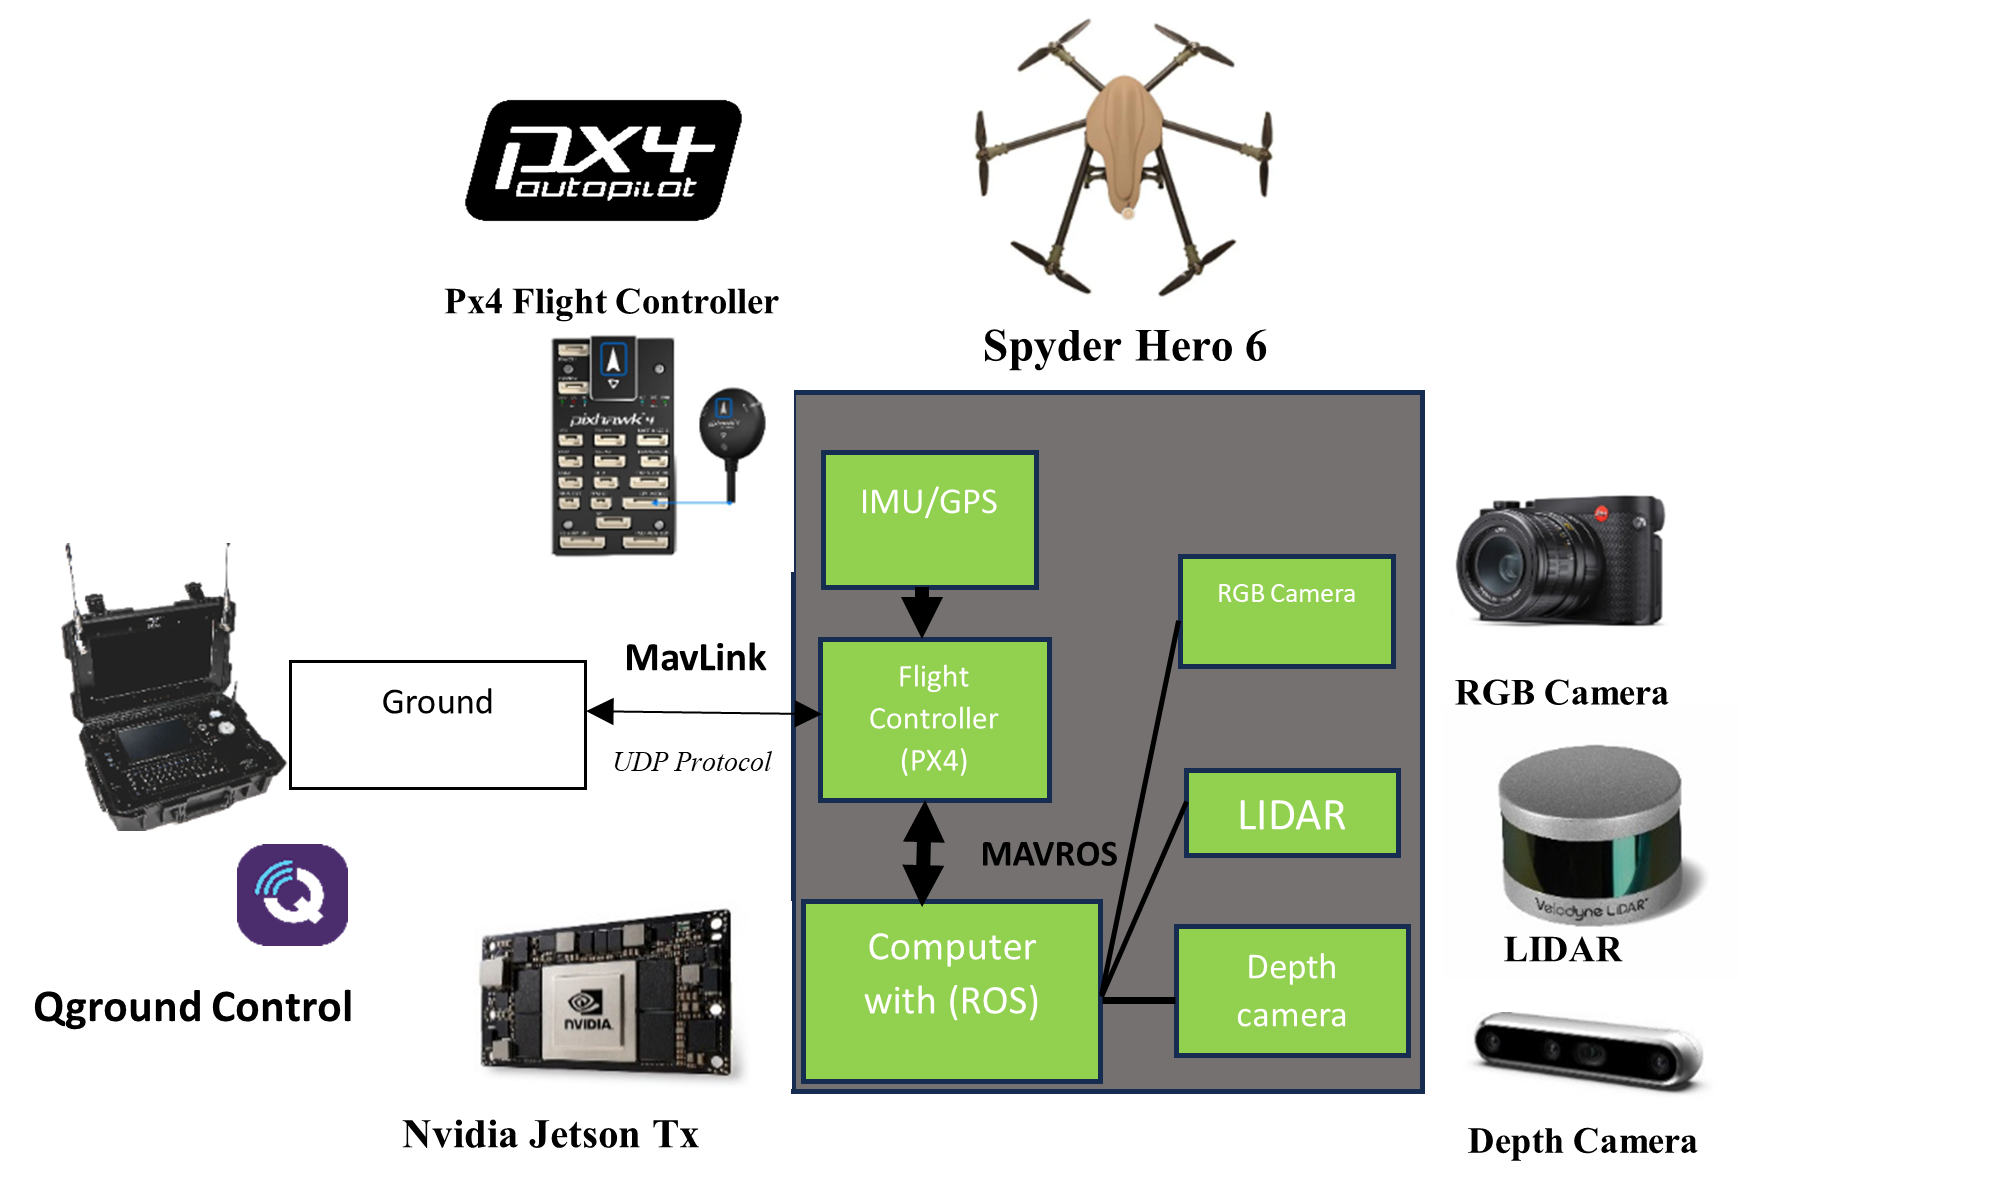 px4
autopilot
Px4 Flight Controller
Spyder Hero 6
pixhawk 4
IMU/GPS
RGB Camera
MavLink
Ground
Flight
Controller
(PX4)
UDP Protocol
RGB Camera
LIDAR
MAVROS
Velodyne LiDAR
LIDAR
Computer
with (ROS)
Depth
camera
Qground Control
NVIDIA
Nvidia Jetson Tx
Depth Camera